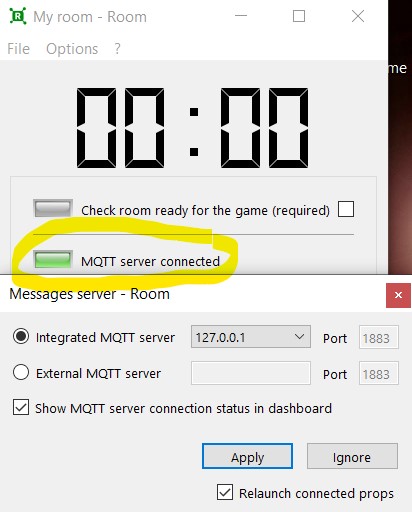 My room - Room
File Options ?
me
00:00
Check room ready for the game (required)
MQTT server connected
Messages server - Room
Integrated MQTT server 127.0.0.1 Port 1883
External MQTT server Port 1883
Show MQTT server connection status in dashboard
Apply Ignore
Relaunch connected props